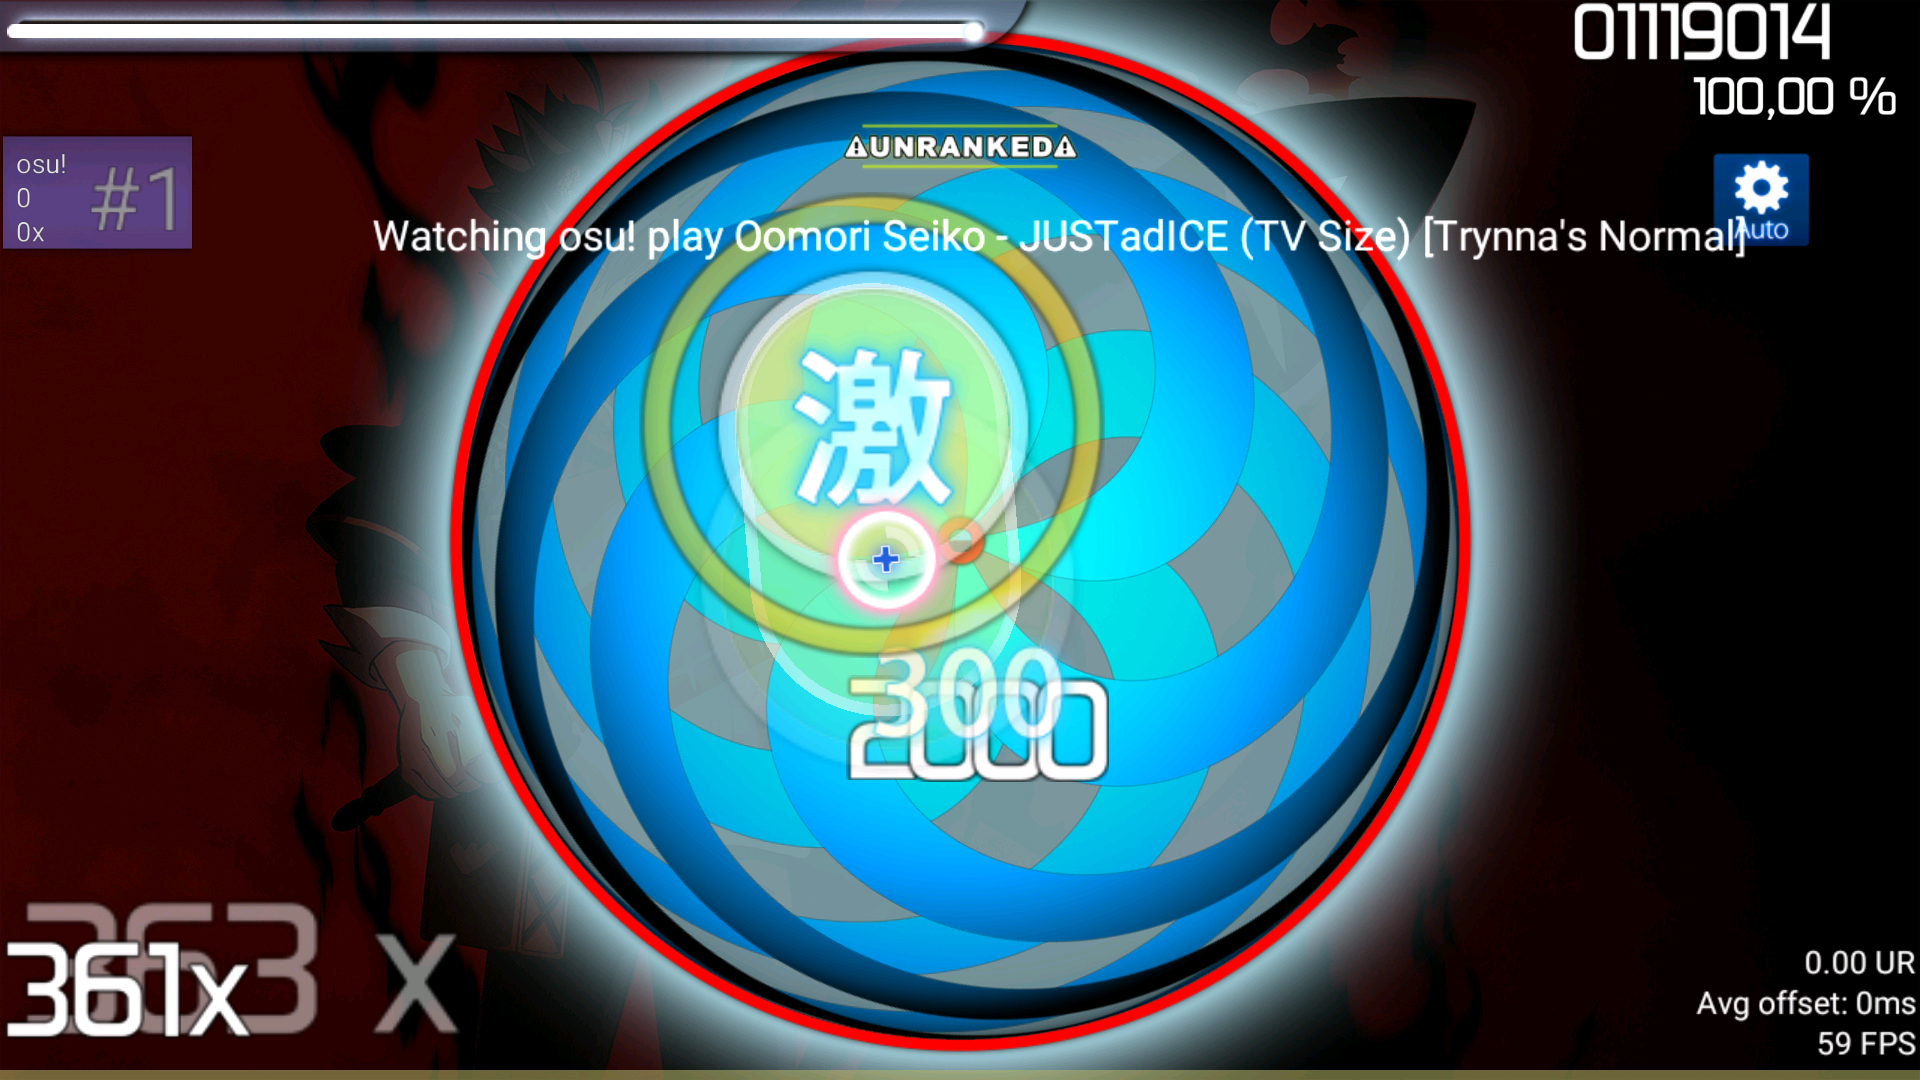 01119014
100,00 %
⚠UNRANKED⚠
osu!
0
0x
#1
Auto
Watching osu! play Oomori Seiko - JUSTadICE (TV Size) [Trynna's Normal]
激
300
2000
363 x
361x
0.00 UR
Avg offset: 0ms
59 FPS